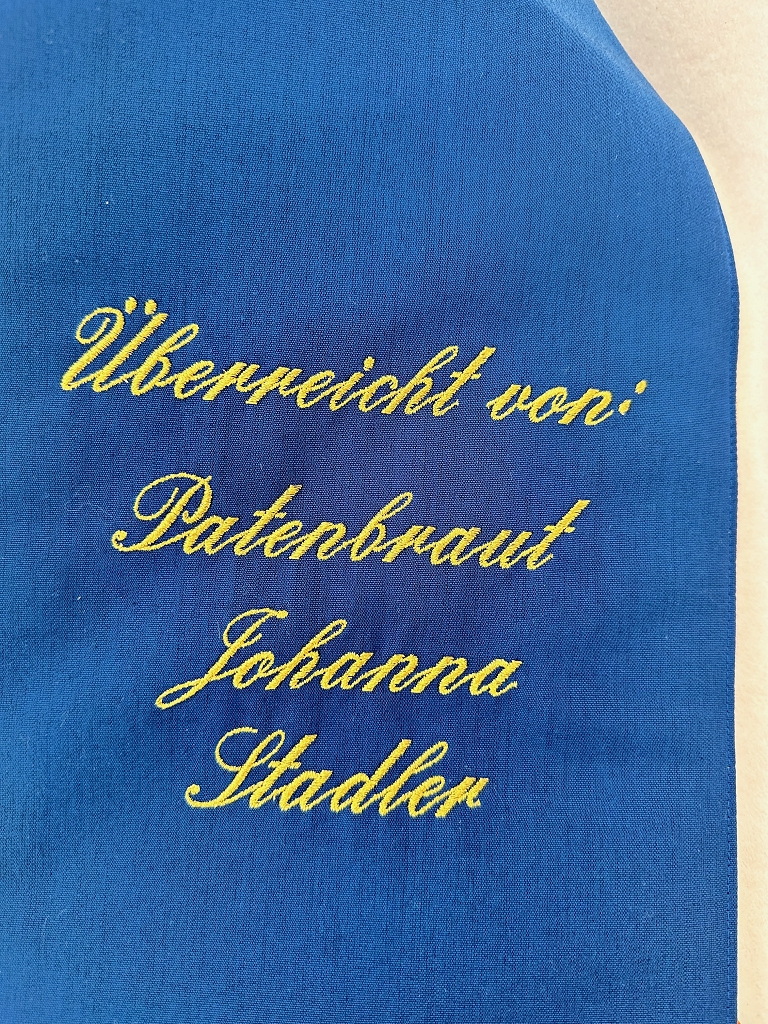 Überreicht von:
Patenbraut
Johanna
Stadler